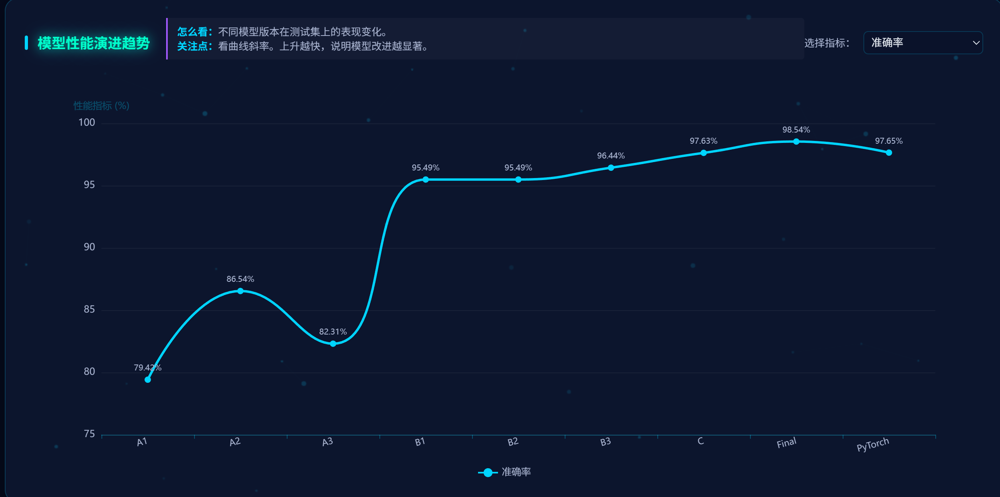 模型性能演进趋势
怎么看：不同模型版本在测试集上的表现变化。
关注点：看曲线斜率。上升越快，说明模型改进越显著。
选择指标：
准确率
性能指标 (%)
100
95
90
85
80
75
79.42%
86.54%
82.31%
95.49%
95.49%
96.44%
97.63%
98.54%
97.65%
A1
A2
A3
B1
B2
B3
C
Final
PyTorch
准确率